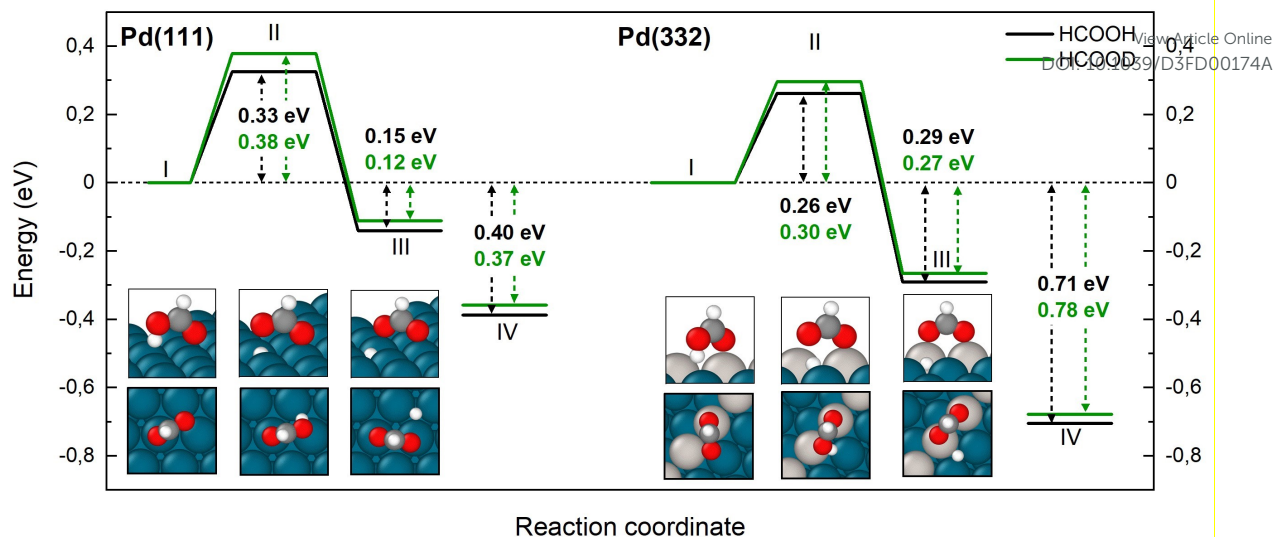 Pd(111)
II
Pd(332)
II
HCOOH
HCOOD
View Article Online
DOI: 10.1039/D3FD00174A
0,4
0,2
0
-0,2
-0,4
-0,6
-0,8
Energy (eV)
I
0.33 eV
0.38 eV
0.15 eV
0.12 eV
III
0.40 eV
0.37 eV
IV
I
0.26 eV
0.30 eV
0.29 eV
0.27 eV
III
0.71 eV
0.78 eV
IV
0,4
0,2
0
-0,2
-0,4
-0,6
-0,8
Reaction coordinate